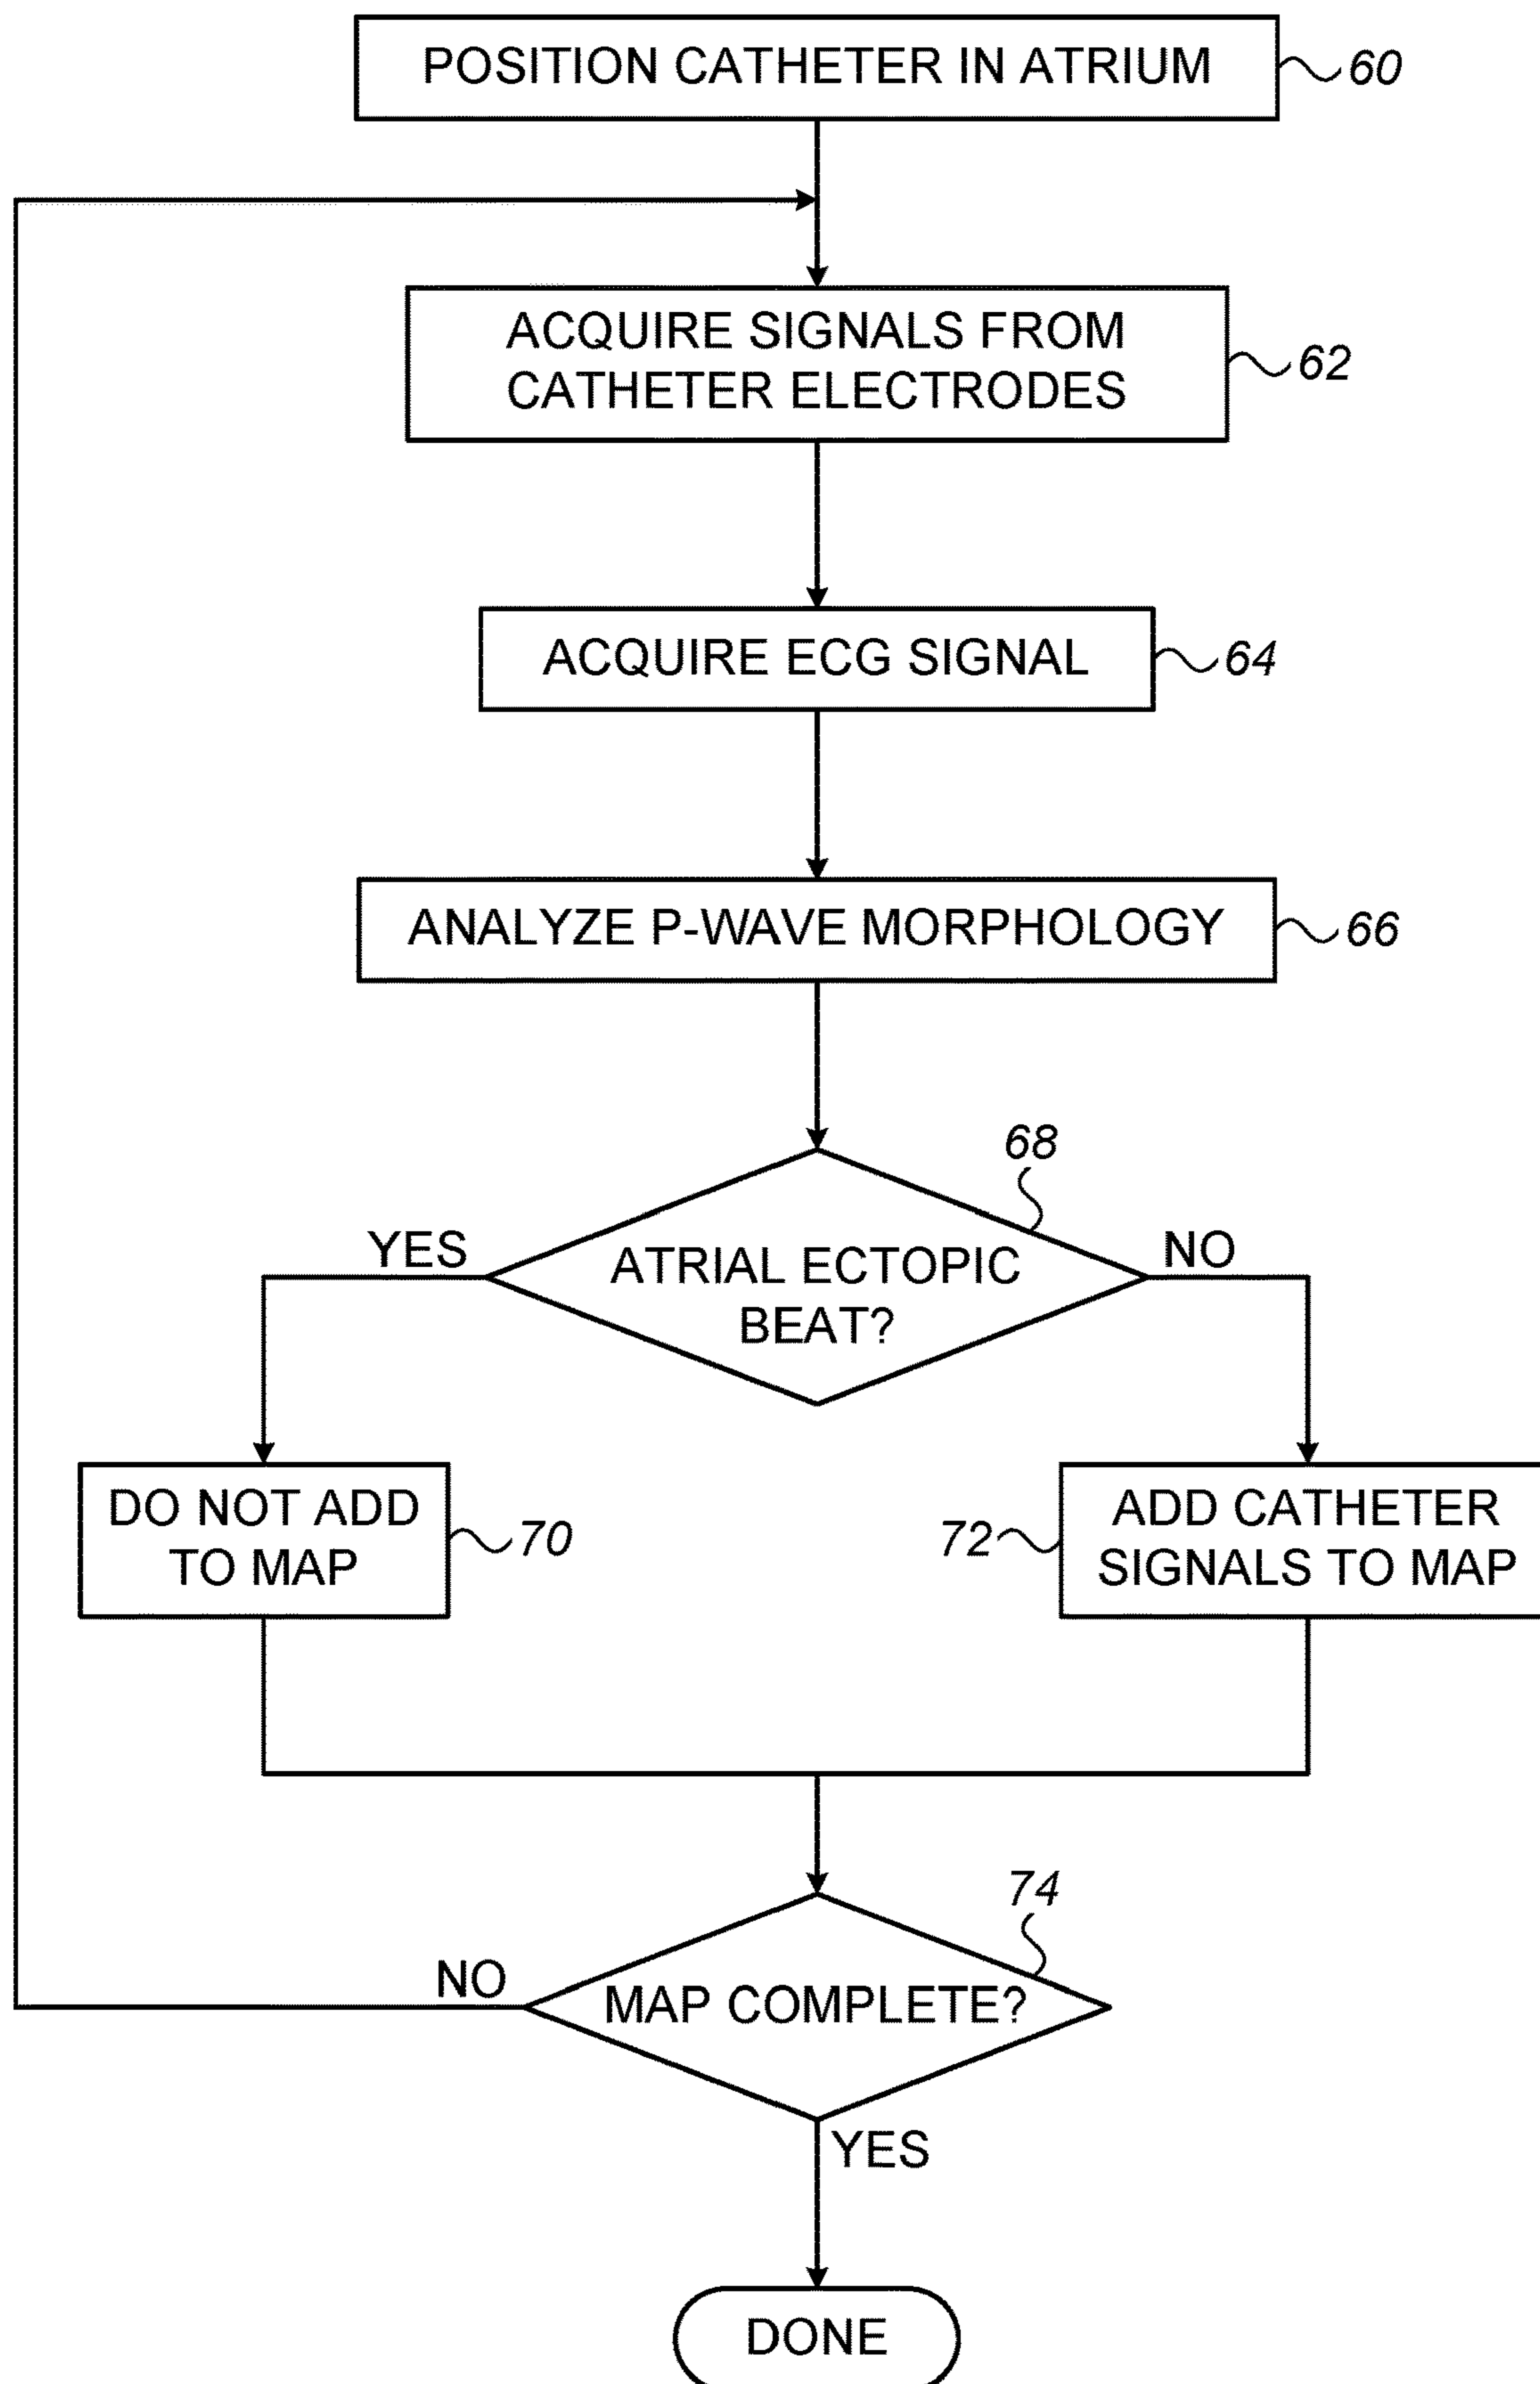 POSITION CATHETER IN ATRIUM
60
ACQUIRE SIGNALS FROM
CATHETER ELECTRODES
62
ACQUIRE ECG SIGNAL
64
ANALYZE P-WAVE MORPHOLOGY
66
68
YES
NO
ATRIAL ECTOPIC
BEAT?
DO NOT ADD
TO MAP
70
72
ADD CATHETER
SIGNALS TO MAP
74
NO
MAP COMPLETE?
YES
DONE